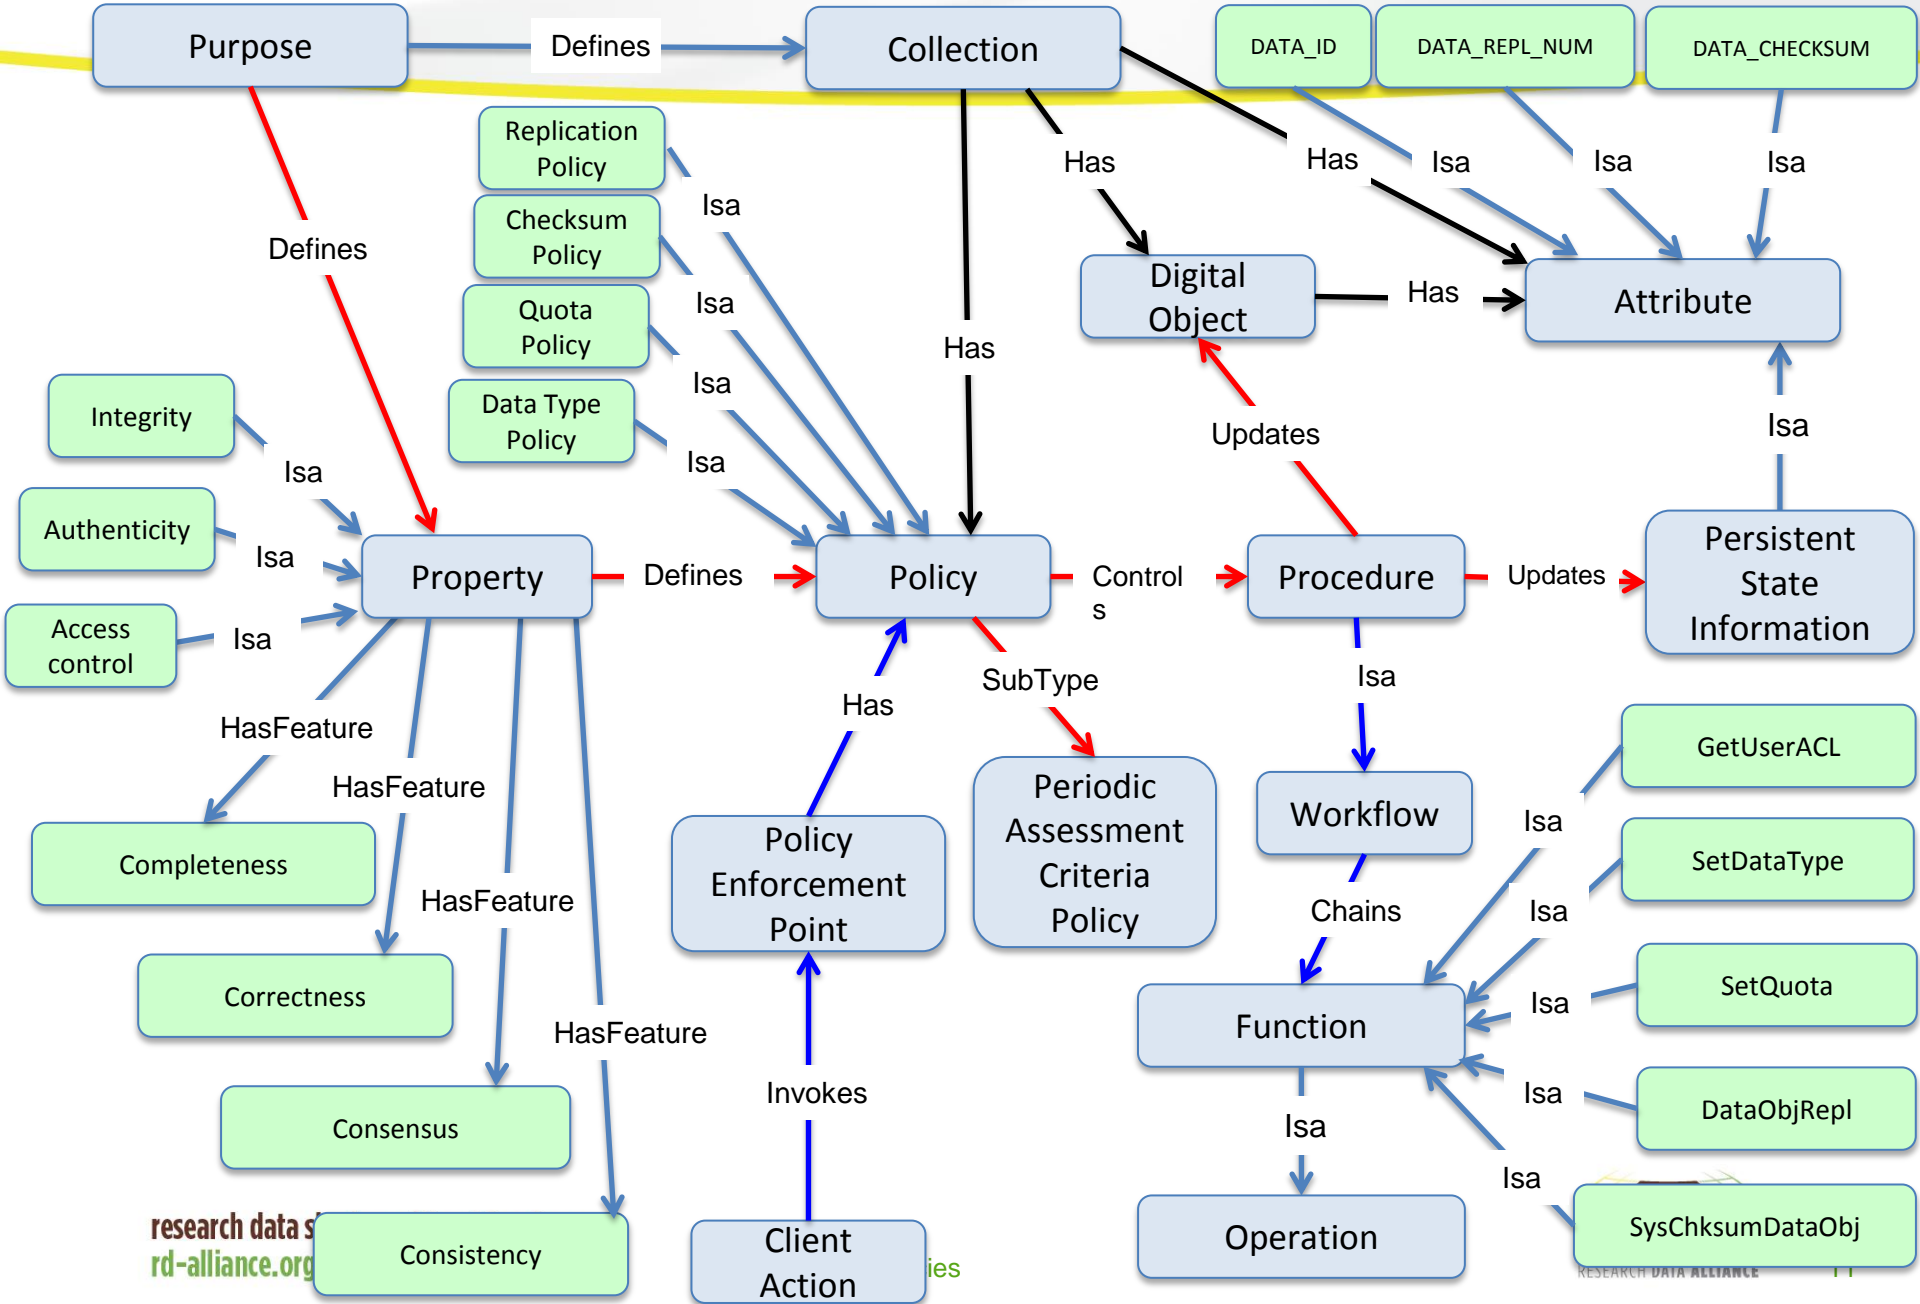 Purpose
Defines
Collection
DATA_ID
DATA_REPL_NUM
DATA_CHECKSUM
Replication
Policy
Has
Has
Isa
Isa
Isa
Isa
Checksum
Policy
Defines
Digital
Object
Has
Attribute
Quota
Policy
Isa
Has
Isa
Data Type
Policy
Integrity
Updates
Isa
Isa
Isa
Authenticity
Isa
Property
Defines
Policy
Control
s
Procedure
Updates
Persistent
State
Information
Access
control
Isa
SubType
Isa
Has
HasFeature
GetUserACL
HasFeature
Periodic
Assessment
Criteria
Policy
Workflow
Isa
Completeness
Policy
Enforcement
Point
SetDataType
HasFeature
Chains
Isa
Correctness
SetQuota
Isa
Function
HasFeature
Invokes
Isa
DataObjRepl
Consensus
Isa
Isa
research data s
rd-alliance.org
Consistency
Client
Action
ies
Operation
SysChksumDataObj
RESEARCH DATA ALLIANCE